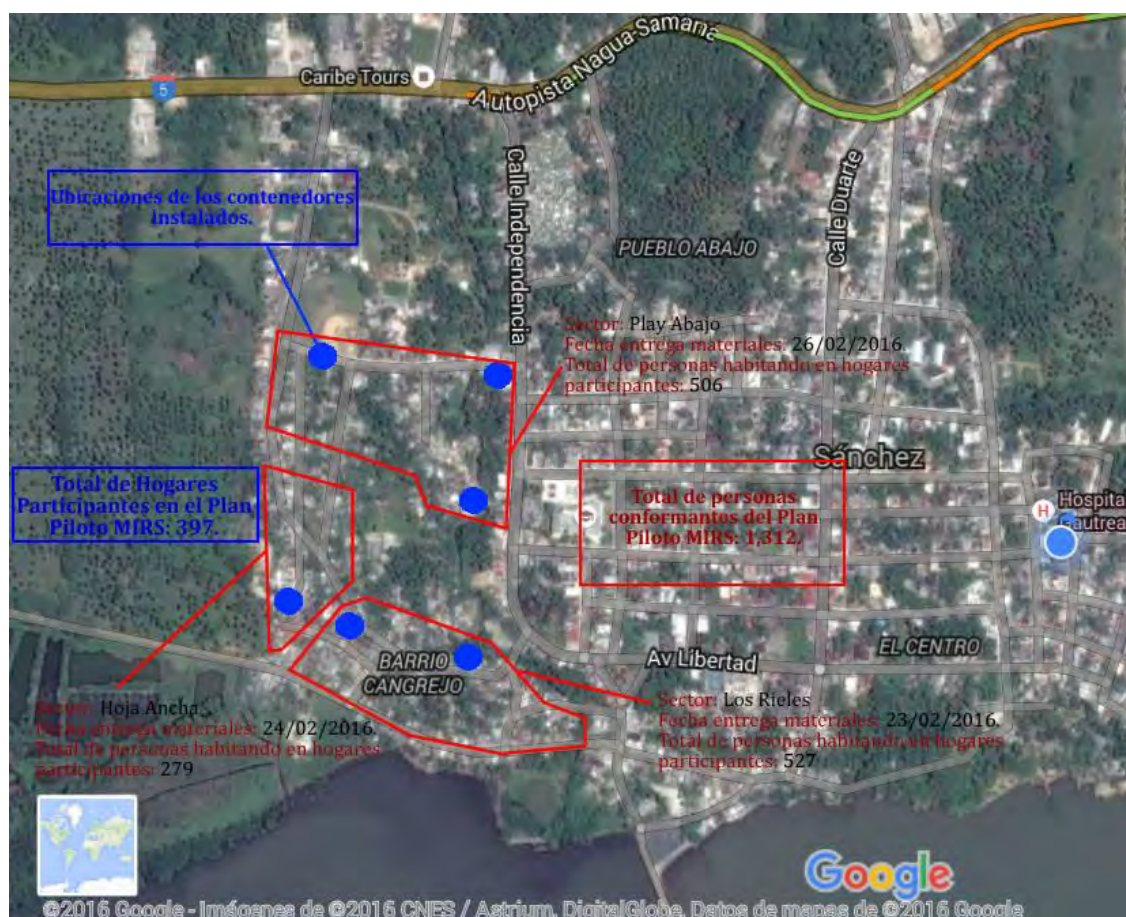 Autopista Nagua-Samaná
Caribe Tours
5
Calle Independencia
Calle Duarte
Ubicaciones de los contenedores
instalados.
PUEBLO ABAJO
Sector: Play Abajo
Fecha entrega materiales: 26/02/2016.
Total de personas habitando en hogares
participantes: 506
Sánchez
Total de Hogares
Participantes en el Plan
Piloto MIRS: 397.
Total de personas
conformantes del Plan
Piloto MIRS: 1,312.
H
Hospital
Gautrea
BARRIO
CANGREJO
Av Libertad
EL CENTRO
Sector: Hoja Ancha.
Fecha entrega materiales: 24/02/2016.
Total de personas habitando en hogares
participantes: 279
Sector: Los Rieles
Fecha entrega materiales: 23/02/2016.
Total de personas habitando en hogares
participantes: 527
Google
©2016 Google - Imágenes de ©2016 CNES / Astrium, DigitalGlobe, Datos de mapas de ©2016 Google